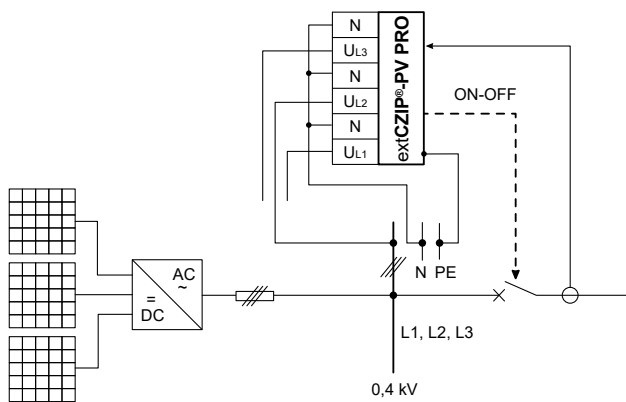 N
UL3
N
UL2
N
UL1
extCZIP®-PV PRO
ON-OFF
N PE
AC
~
=
DC
L1, L2, L3
0,4 kV